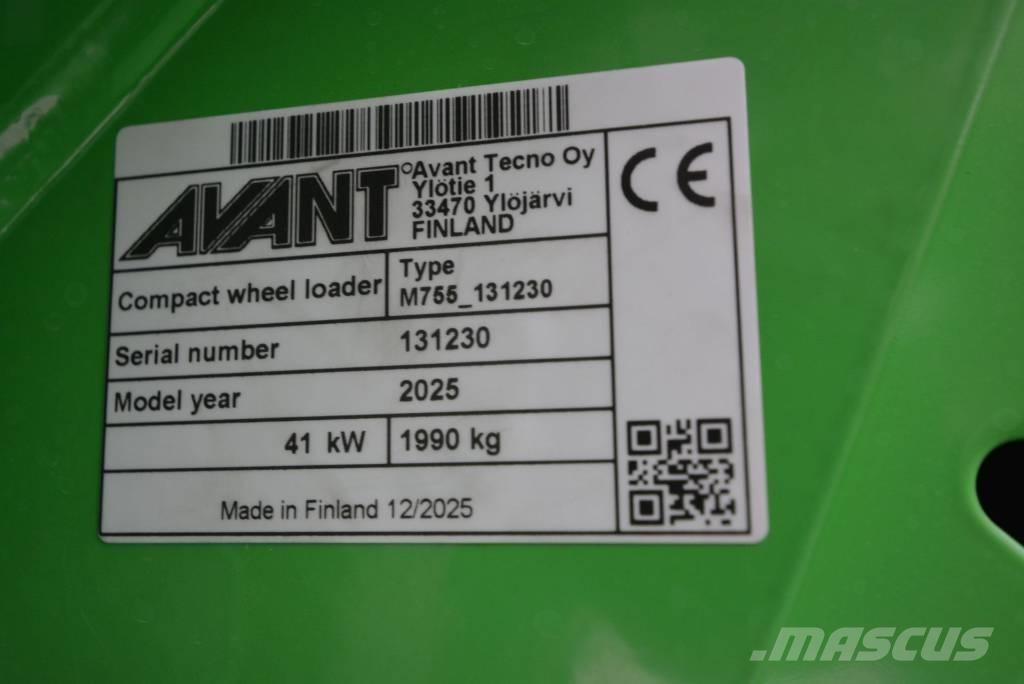 AVANT
Avant Tecno Oy
Ylötie 1
33470 Ylöjärvi
FINLAND
CE
Compact wheel loader
Type
M755_131230
Serial number 131230
Model year 2025
41 kW 1990 kg
Made in Finland 12/2025
.MASCUS